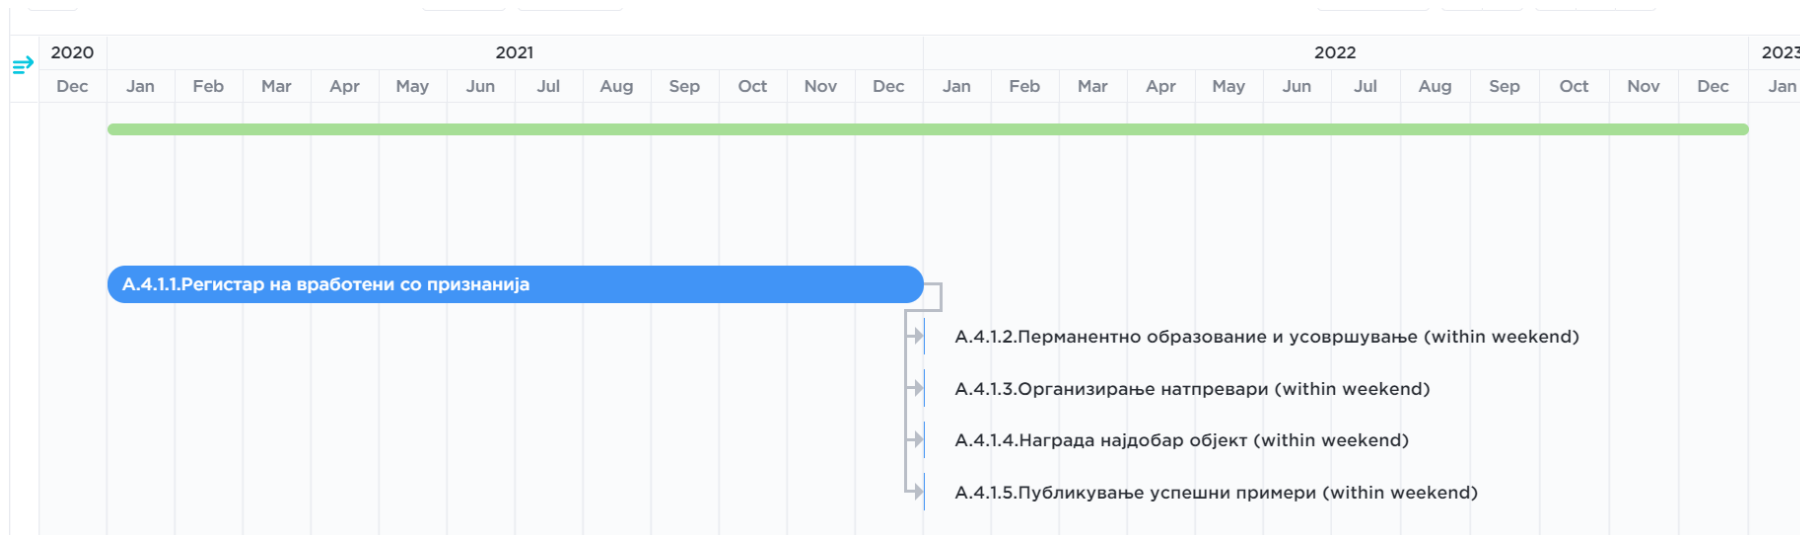 2020 2021 2022 2023
Dec Jan Feb Mar Apr May Jun Jul Aug Sep Oct Nov Dec Jan Feb Mar Apr May Jun Jul Aug Sep Oct Nov Dec Jan
A.4.1.1.Регистар на вработени со признанија
A.4.1.2.Перманентно образование и усовршување (within weekend)
A.4.1.3.Организирање натпревари (within weekend)
A.4.1.4.Награда најдобар објект (within weekend)
A.4.1.5.Публикување успешни примери (within weekend)